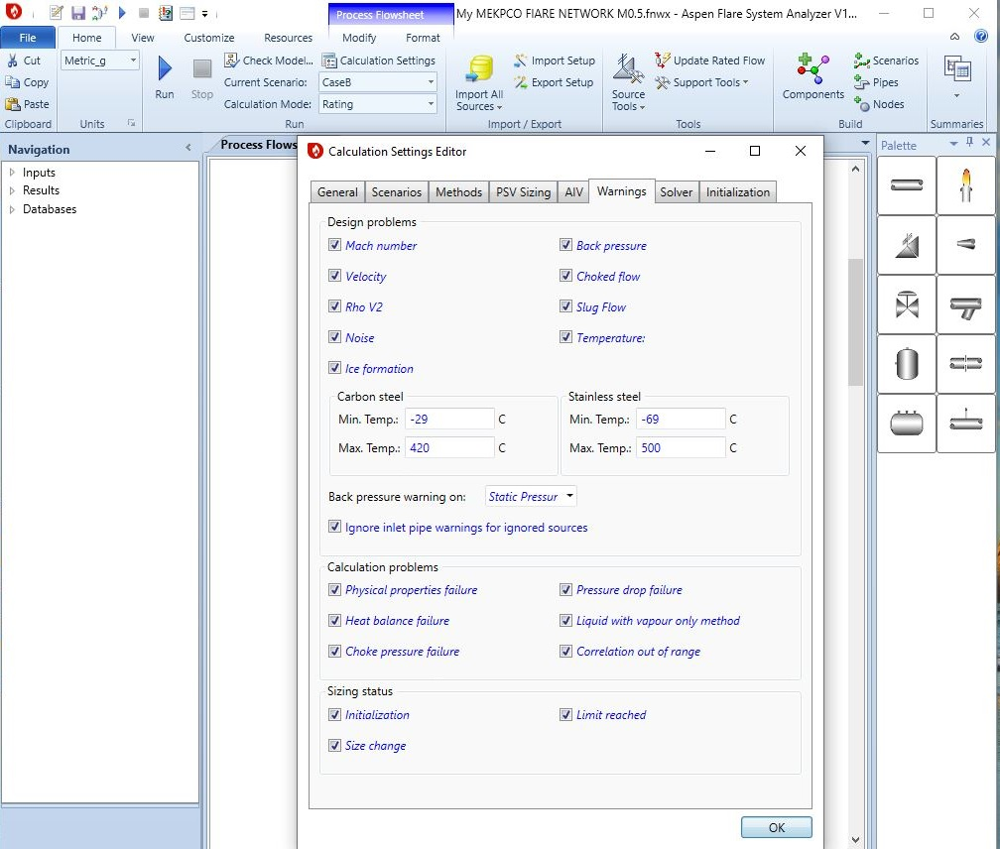 Process Flowsheet
My MEKPCO FIARE NETWORK M0.5.fnwx - Aspen Flare System Analyzer V1...
File Home View Customize Resources Modify Format
Cut
Copy
Paste
Clipboard
Metric_g
Units
Run
Stop
Check Model... Calculation Settings
Current Scenario: CaseB
Calculation Mode: Rating
Run
Import All
Sources
Import Setup
Export Setup
Import / Export
Source
Tools
Update Rated Flow
Support Tools
Tools
Components
Scenarios
Pipes
Nodes
Build
Summaries
Navigation
Inputs
Results
Databases
Process Flows
Palette
Calculation Settings Editor
General Scenarios Methods PSV Sizing AIV Warnings Solver Initialization
Design problems
Mach number Back pressure
Velocity Choked flow
Rho V2 Slug Flow
Noise Temperature:
Ice formation
Carbon steel Stainless steel
Min. Temp.: -29 C Min. Temp.: -69 C
Max. Temp.: 420 C Max. Temp.: 500 C
Back pressure warning on: Static Pressur
Ignore inlet pipe warnings for ignored sources
Calculation problems
Physical properties failure Pressure drop failure
Heat balance failure Liquid with vapour only method
Choke pressure failure Correlation out of range
Sizing status
Initialization Limit reached
Size change
OK